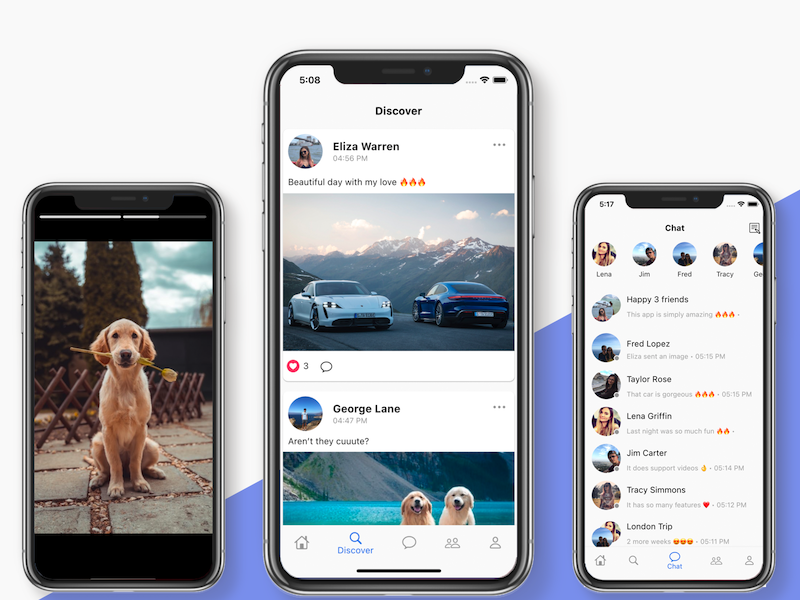 5:08
Discover
Eliza Warren
04:56 PM
Beautiful day with my love 🔥🔥🔥
3
George Lane
04:47 PM
Aren't they cuuute?
Discover
5:17
Chat
Lena Jim Fred Tracy Ge
Happy 3 friends
This app is simply amazing 🔥🔥🔥 •
Fred Lopez
Eliza sent an image • 05:15 PM
Taylor Rose
That car is gorgeous 🔥🔥🔥 • 05:15 PM
Lena Griffin
Last night was so much fun 🔥🔥 •
Jim Carter
It does support videos 👌 • 05:14 PM
Tracy Simmons
It has so many features ❤️ • 05:12 PM
London Trip
2 more weeks 😍😍😍 • 05:11 PM
Chat